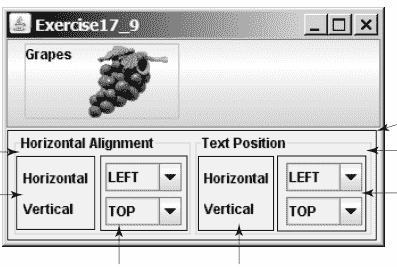 Exercise17_9
Grapes
Horizontal Alignment Text Position
Horizontal LEFT Horizontal LEFT
Vertical TOP Vertical TOP